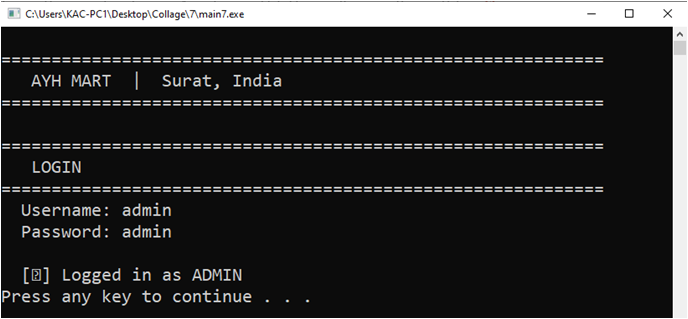 C:\Users\KAC-PC1\Desktop\Collage\7\main7.exe
============================================================
AYH MART | Surat, India
============================================================
============================================================
LOGIN
============================================================
Username: admin
Password: admin
[⍰] Logged in as ADMIN
Press any key to continue . . .